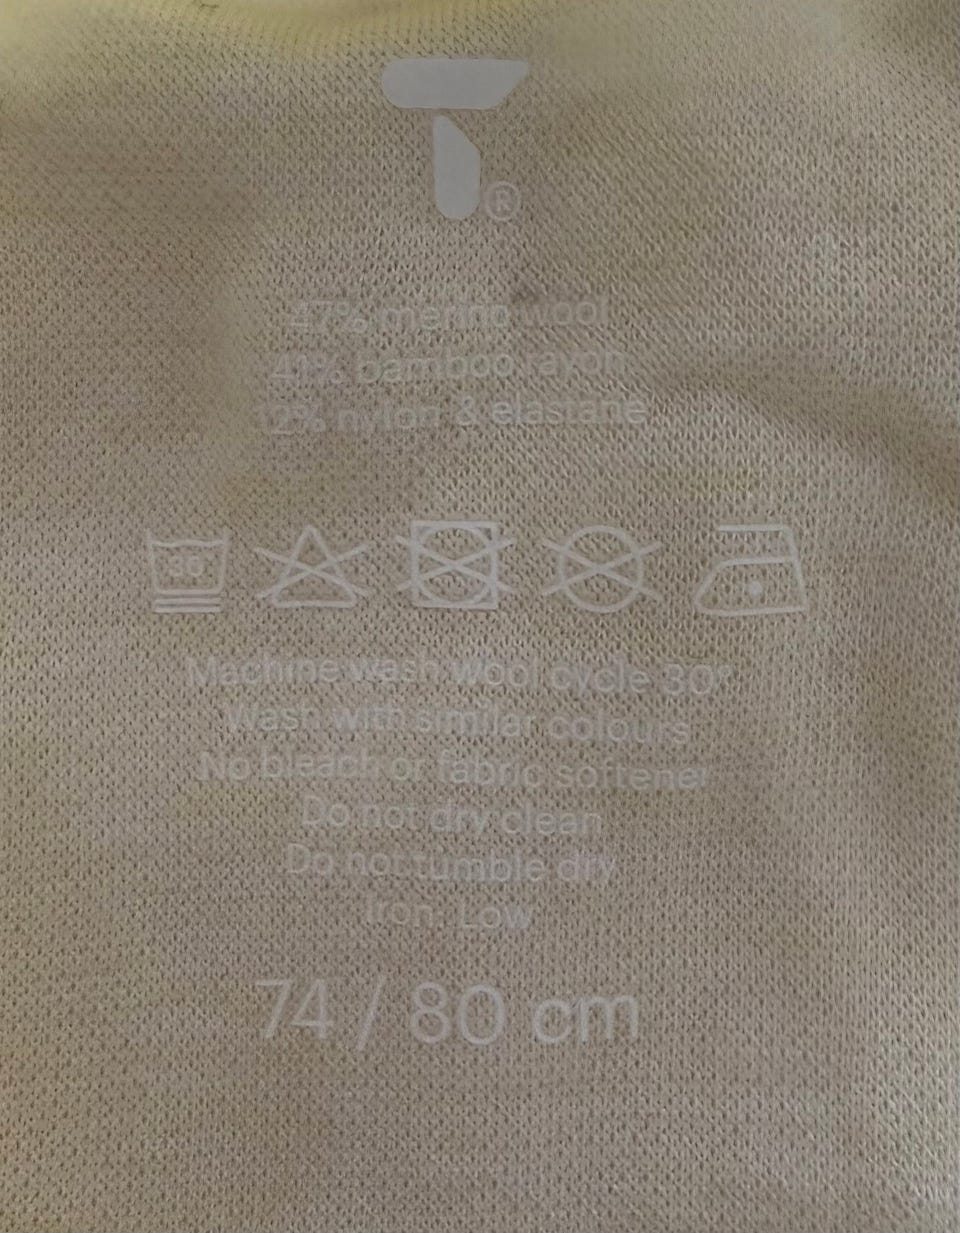 ®
47% merino wool
41% bamboo rayon
12% nylon & elastane
30
Machine wash wool cycle 30°
Wash with similar colours
No bleach or fabric softener
Do not dry clean
Do not tumble dry
Iron: Low
74 / 80 cm